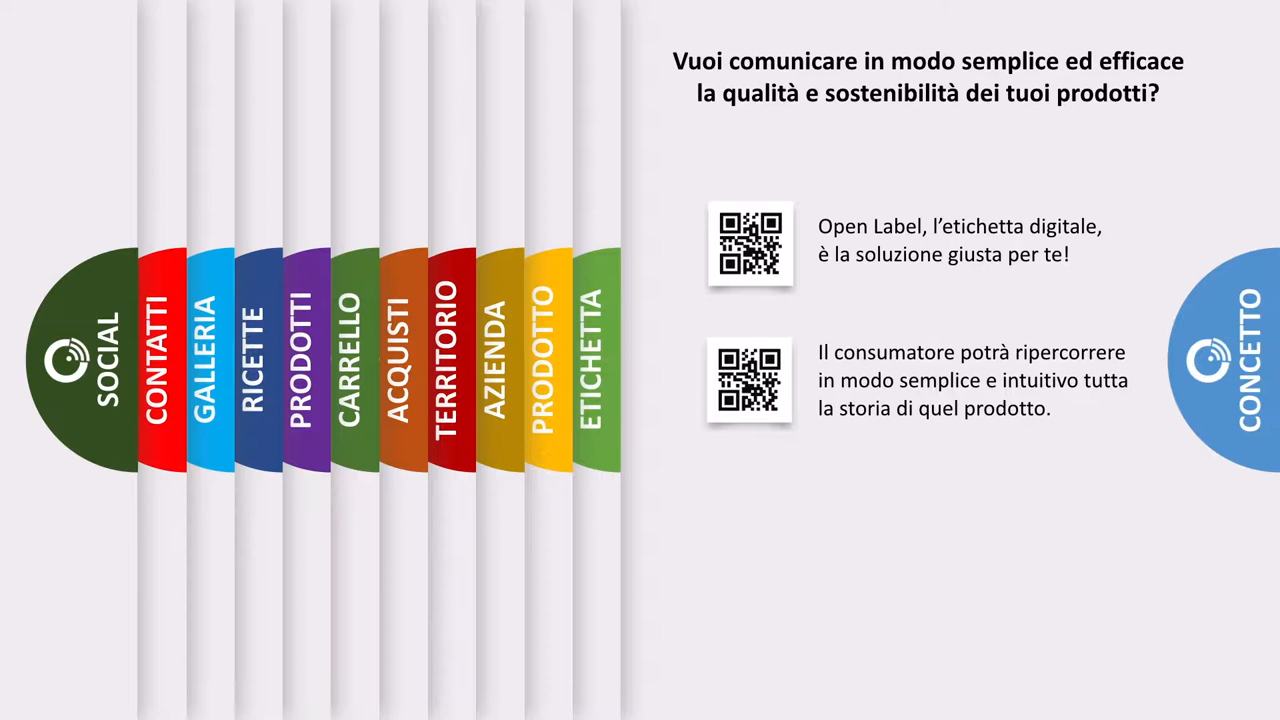 SOCIAL
CONTATTI
GALLERIA
RICETTE
PRODOTTI
CARRELLO
ACQUISTI
TERRITORIO
AZIENDA
PRODOTTO
ETICHETTA
Vuoi comunicare in modo semplice ed efficace
la qualità e sostenibilità dei tuoi prodotti?
Open Label, l’etichetta digitale,
è la soluzione giusta per te!
Il consumatore potrà ripercorrere
in modo semplice e intuitivo tutta
la storia di quel prodotto.
CONCETTO